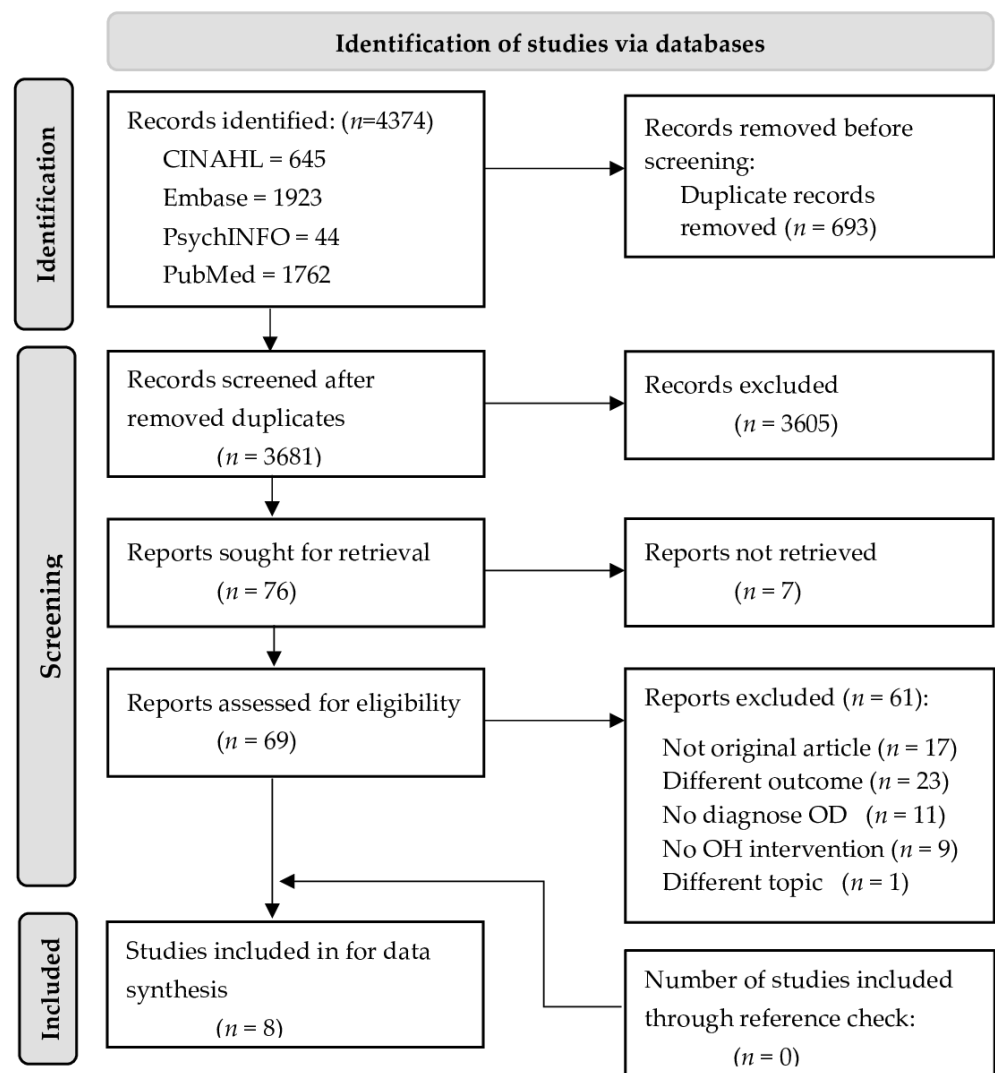 Identification of studies via databases
Identification
Records identified: (n=4374)
CINAHL = 645
Embase = 1923
PsychINFO = 44
PubMed = 1762
Records removed before
screening:
Duplicate records
removed (n = 693)
Screening
Records screened after
removed duplicates
(n = 3681)
Records excluded
(n = 3605)
Reports sought for retrieval
(n = 76)
Reports not retrieved
(n = 7)
Reports assessed for eligibility
(n = 69)
Reports excluded (n = 61):
Not original article (n = 17)
Different outcome (n = 23)
No diagnose OD (n = 11)
No OH intervention (n = 9)
Different topic (n = 1)
Included
Studies included in for data
synthesis
(n = 8)
Number of studies included
through reference check:
(n = 0)